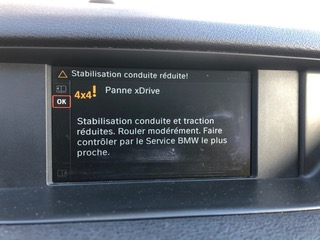 Stabilisation conduite réduite!
4x4! Panne xDrive
OK
Stabilisation conduite et traction
réduites. Rouler modérément. Faire
contrôler par le Service BMW le plus
proche.